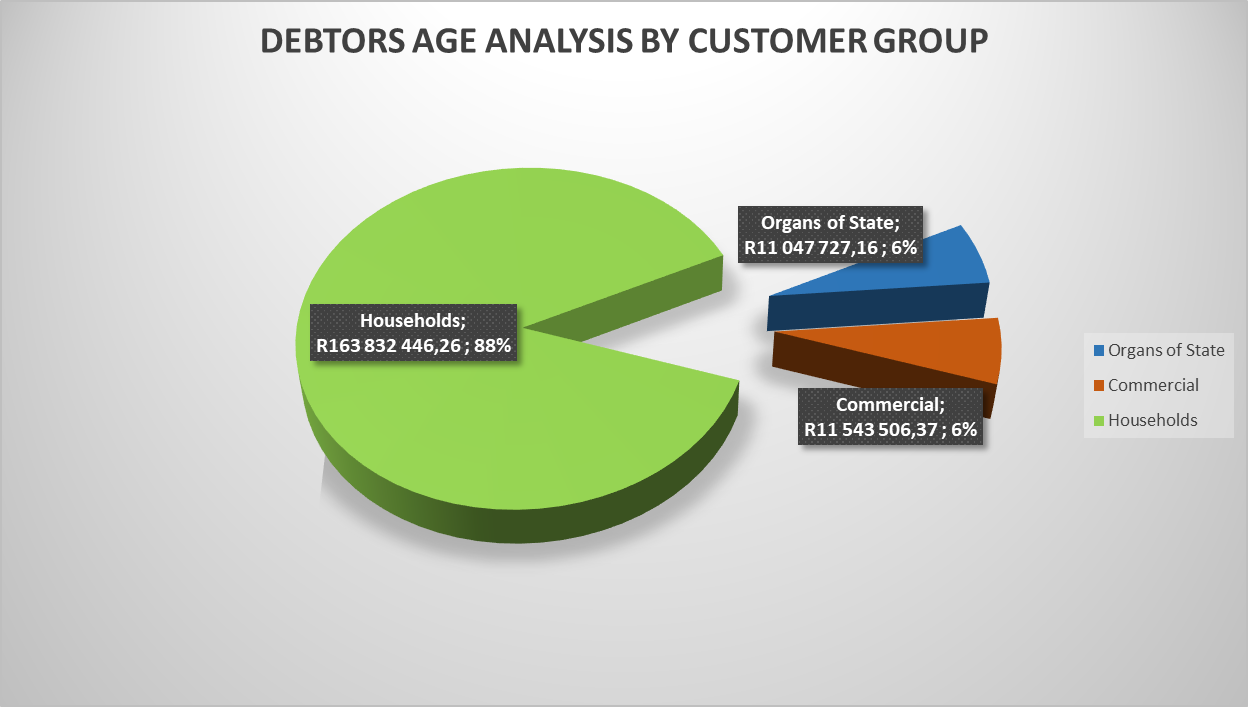 DEBTORS AGE ANALYSIS BY CUSTOMER GROUP
Organs of State;
R11 047 727,16 ; 6%
Households;
R163 832 446,26 ; 88%
Commercial;
R11 543 506,37 ; 6%
Organs of State
Commercial
Households